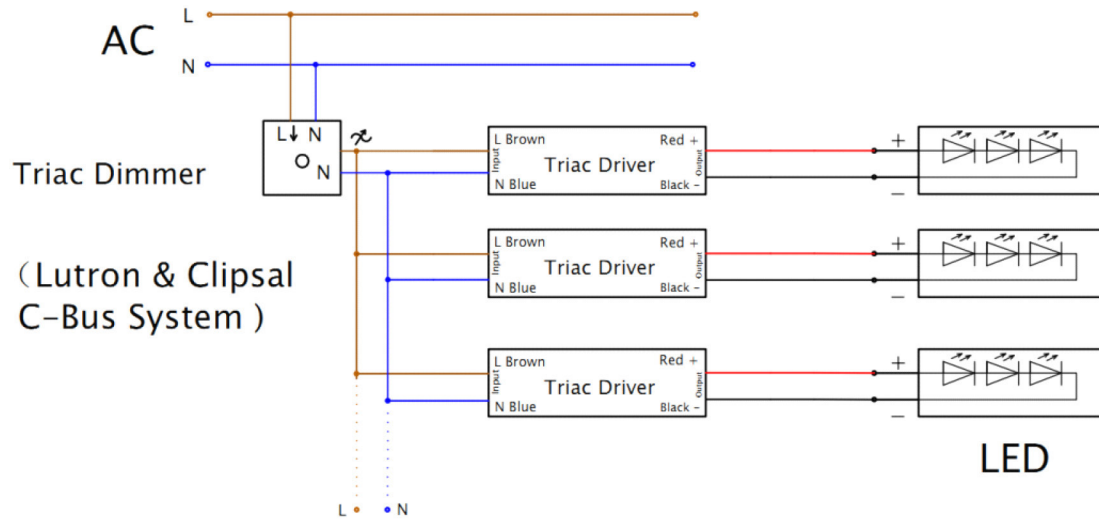 L
AC
N
L↓ N
N
Triac Dimmer
（Lutron & Clipsal
C-Bus System )
L Brown
Red +
Input
Triac Driver
Output
N Blue
Black -
+
−
L Brown
Red +
Input
Triac Driver
Output
N Blue
Black -
+
−
L Brown
Red +
Input
Triac Driver
Output
N Blue
Black -
+
−
LED
L
N